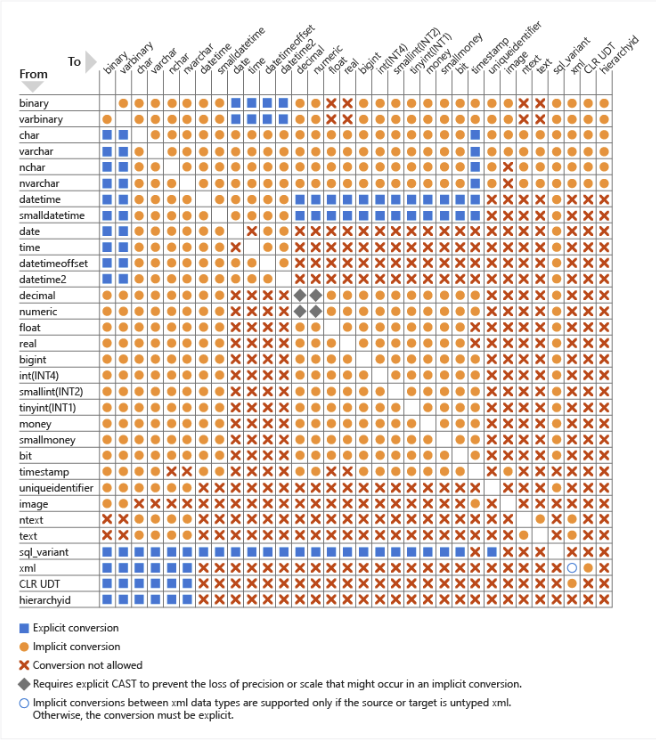 To
From
binary
varbinary
char
varchar
nchar
nvarchar
datetime
smalldatetime
date
time
datetimeoffset
datetime2
decimal
numeric
float
real
bigint
int(INT4)
smallint(INT2)
tinyint(INT1)
money
smallmoney
bit
timestamp
uniqueidentifier
image
ntext
text
sql_variant
xml
CLR UDT
hierarchyid
binary
varbinary
char
varchar
nchar
nvarchar
datetime
smalldatetime
date
time
datetimeoffset
datetime2
decimal
numeric
float
real
bigint
int(INT4)
smallint(INT2)
tinyint(INT1)
money
smallmoney
bit
timestamp
uniqueidentifier
image
ntext
text
sql_variant
xml
CLR UDT
hierarchyid
Explicit conversion
Implicit conversion
Conversion not allowed
Requires explicit CAST to prevent the loss of precision or scale that might occur in an implicit conversion.
Implicit conversions between xml data types are supported only if the source or target is untyped xml.
Otherwise, the conversion must be explicit.